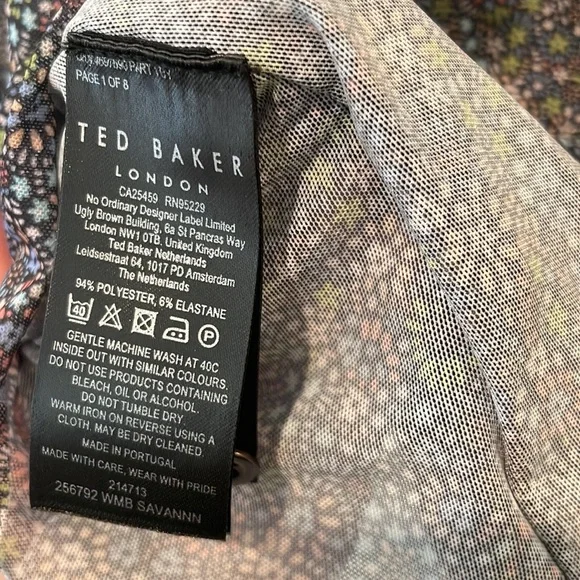 PAGE 1 OF 8
TED BAKER
LONDON
CA25459 RN95229
No Ordinary Designer Label Limited
Ugly Brown Building, 6a St Pancras Way
London NW1 0TB, United Kingdom
Ted Baker Netherlands
Leidsestraat 64, 1017 PD Amsterdam
The Netherlands
94% POLYESTER, 6% ELASTANE
40 P
GENTLE MACHINE WASH AT 40C
INSIDE OUT WITH SIMILAR COLOURS.
DO NOT USE PRODUCTS CONTAINING
BLEACH, OIL OR ALCOHOL.
DO NOT TUMBLE DRY.
WARM IRON ON REVERSE USING A
CLOTH. MAY BE DRY CLEANED.
MADE IN PORTUGAL
MADE WITH CARE, WEAR WITH PRIDE
214713
256792 WMB SAVANNN